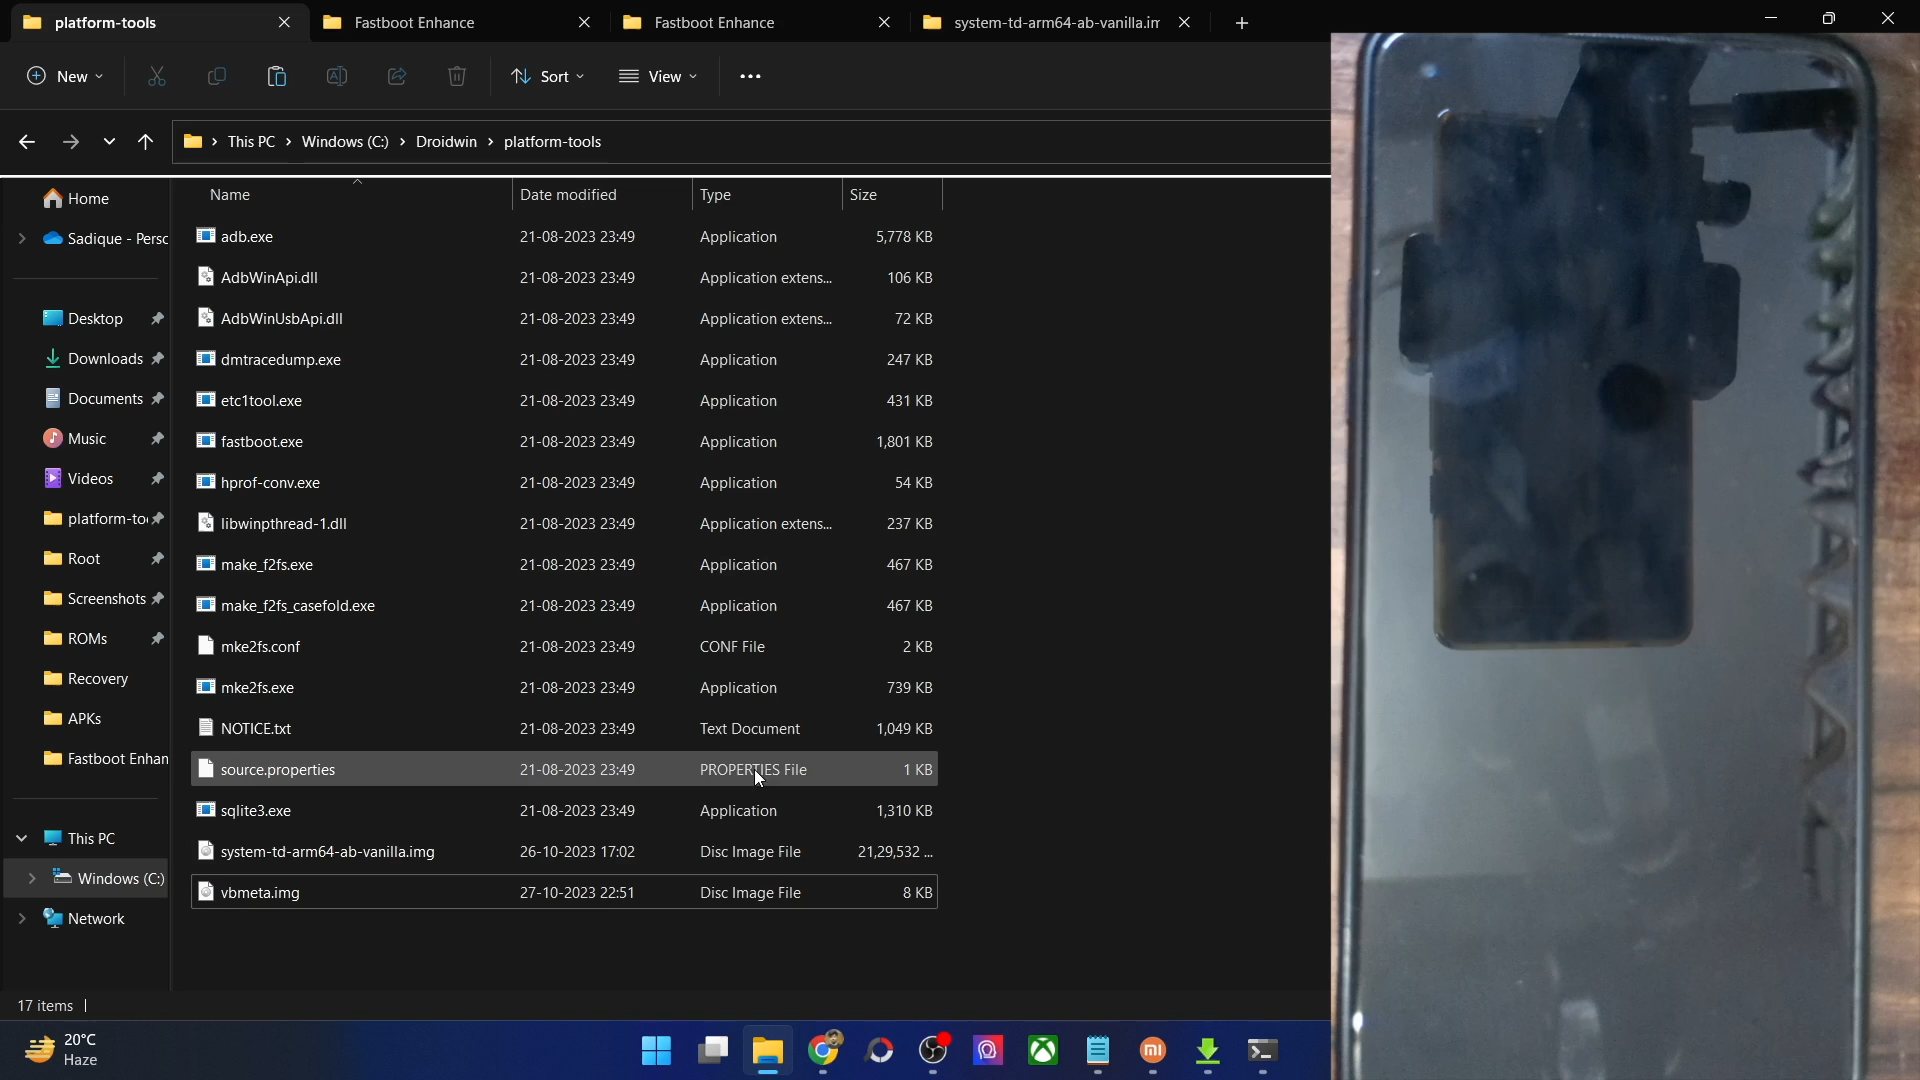 platform-tools
Fastboot Enhance
Fastboot Enhance
system-td-arm64-ab-vanilla.im
New
Sort
View
This PC
Windows (C:)
Droidwin
platform-tools
Name
Date modified
Type
Size
Home
Sadique - Persc
Desktop
Downloads
Documents
Music
Videos
platform-too
Root
Screenshots
ROMs
Recovery
APKs
Fastboot Enhan
This PC
Windows (C:)
Network
adb.exe 21-08-2023 23:49 Application 5,778 KB
AdbWinApi.dll 21-08-2023 23:49 Application extens... 106 KB
AdbWinUsbApi.dll 21-08-2023 23:49 Application extens... 72 KB
dmtracedump.exe 21-08-2023 23:49 Application 247 KB
etc1tool.exe 21-08-2023 23:49 Application 431 KB
fastboot.exe 21-08-2023 23:49 Application 1,801 KB
hprof-conv.exe 21-08-2023 23:49 Application 54 KB
libwinpthread-1.dll 21-08-2023 23:49 Application extens... 237 KB
make_f2fs.exe 21-08-2023 23:49 Application 467 KB
make_f2fs_casefold.exe 21-08-2023 23:49 Application 467 KB
mke2fs.conf 21-08-2023 23:49 CONF File 2 KB
mke2fs.exe 21-08-2023 23:49 Application 739 KB
NOTICE.txt 21-08-2023 23:49 Text Document 1,049 KB
source.properties 21-08-2023 23:49 PROPERTIES File 1 KB
sqlite3.exe 21-08-2023 23:49 Application 1,310 KB
system-td-arm64-ab-vanilla.img 26-10-2023 17:02 Disc Image File 21,29,532 ...
vbmeta.img 27-10-2023 22:51 Disc Image File 8 KB
17 items
20°C
Haze